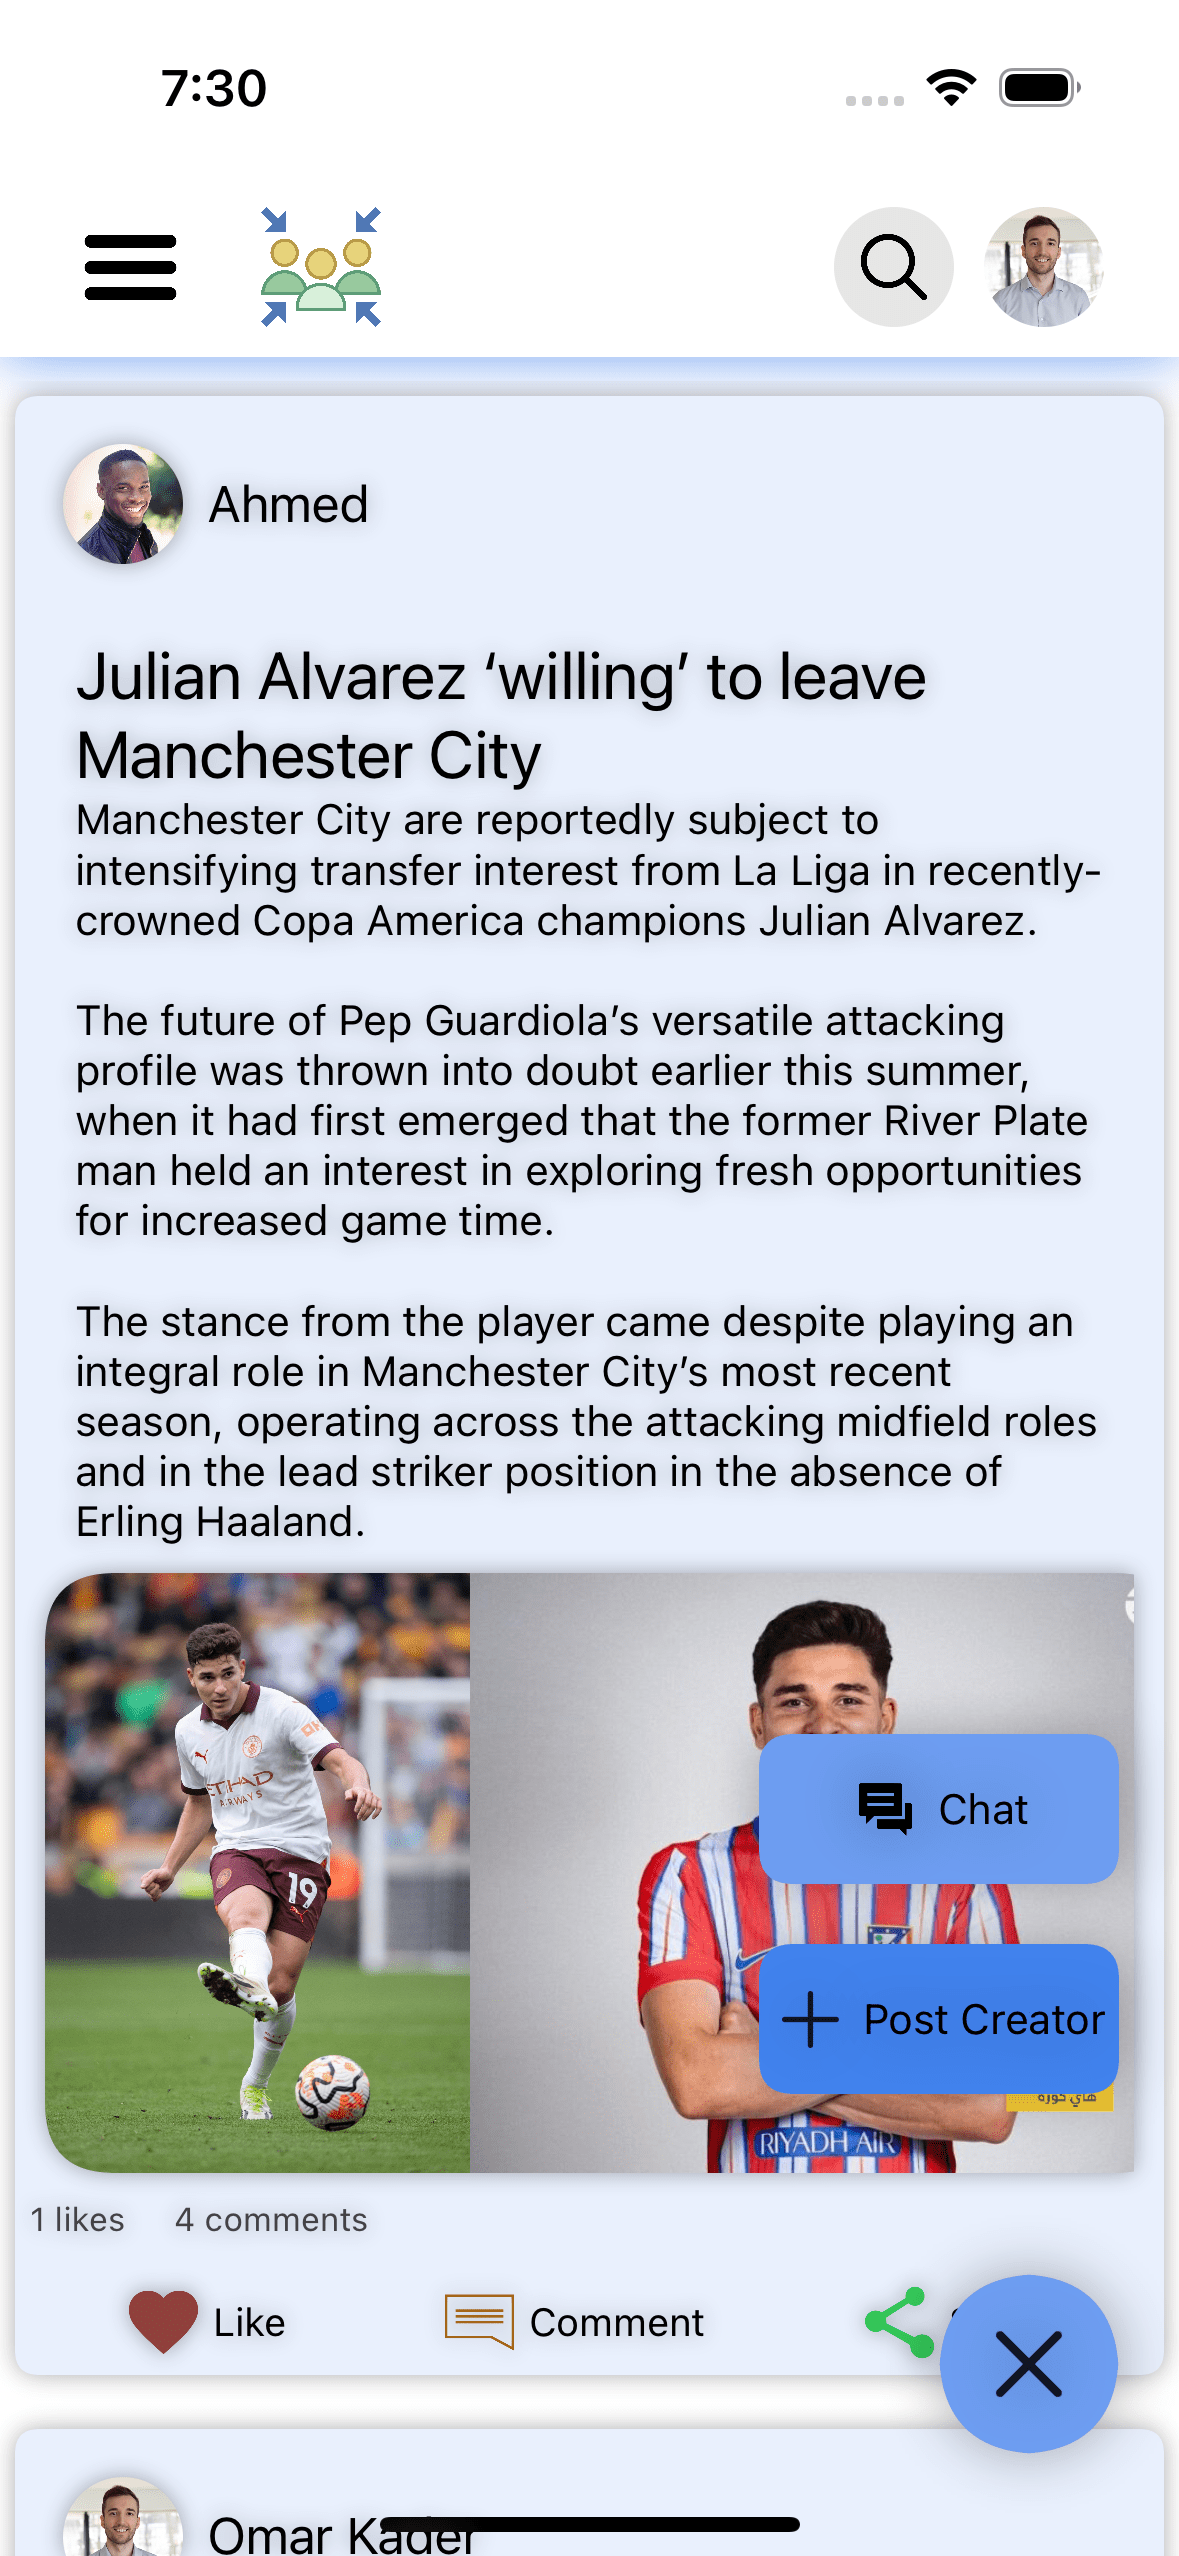 7:30
Ahmed
Julian Alvarez ‘willing’ to leave
Manchester City
Manchester City are reportedly subject to
intensifying transfer interest from La Liga in recently-
crowned Copa America champions Julian Alvarez.
The future of Pep Guardiola’s versatile attacking
profile was thrown into doubt earlier this summer,
when it had first emerged that the former River Plate
man held an interest in exploring fresh opportunities
for increased game time.
The stance from the player came despite playing an
integral role in Manchester City’s most recent
season, operating across the attacking midfield roles
and in the lead striker position in the absence of
Erling Haaland.
ETIHAD
AIRWAYS
19
Chat
Post Creator
هاي كورة
RIYADH AIR
1 likes 4 comments
Like Comment
Omar Kader